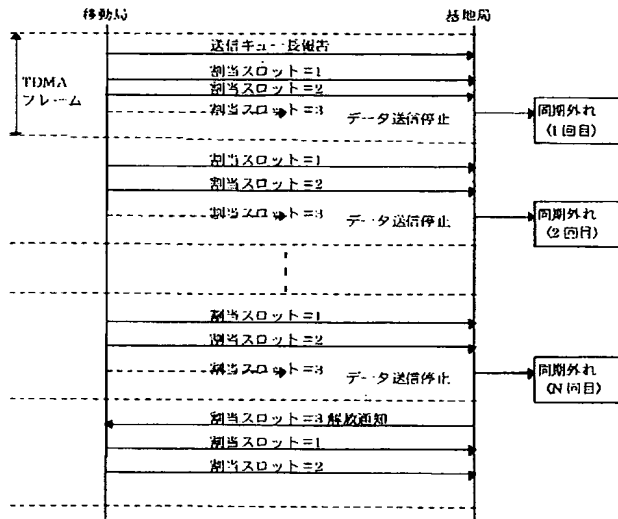 移動局
基地局
送信キュー長報告
TDMA
フレーム
割当スロット=1
割当スロット=2
割当スロット=3
データ送信停止
同期外れ
(1回目)
割当スロット=1
割当スロット=2
割当スロット=3
データ送信停止
同期外れ
(2回目)
割当スロット=1
割当スロット=2
割当スロット=3
データ送信停止
同期外れ
(N回目)
割当スロット=3解放通知
割当スロット=1
割当スロット=2